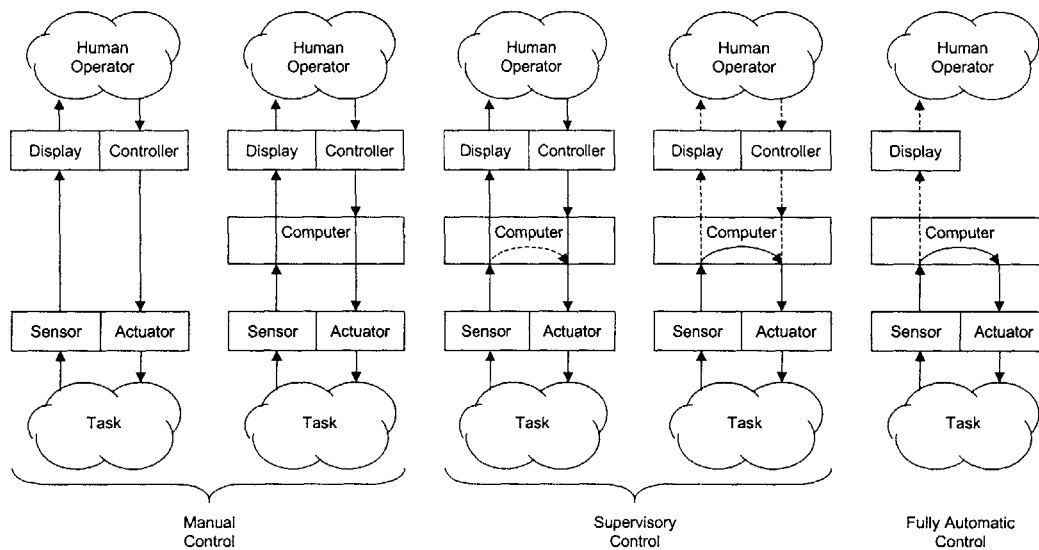 Human Operator
Human Operator
Human Operator
Human Operator
Human Operator
Display Controller
Display Controller
Display Controller
Display Controller
Display
Computer
Computer
Computer
Computer
Sensor Actuator
Sensor Actuator
Sensor Actuator
Sensor Actuator
Sensor Actuator
Task
Task
Task
Task
Task
Manual
Control
Supervisory
Control
Fully Automatic
Control